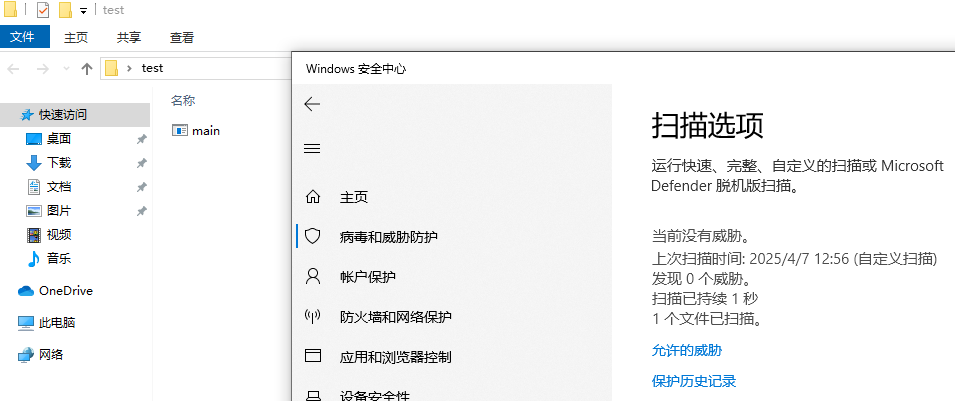 test
文件
主页
共享
查看
test
快速访问
桌面
下载
文档
图片
视频
音乐
OneDrive
此电脑
网络
名称
main
Windows 安全中心
主页
病毒和威胁防护
帐户保护
防火墙和网络保护
应用和浏览器控制
设备安全性
扫描选项
运行快速、完整、自定义的扫描或 Microsoft
Defender 脱机版扫描。
当前没有威胁。
上次扫描时间: 2025/4/7 12:56 (自定义扫描)
发现 0 个威胁。
扫描已持续 1 秒
1 个文件已扫描。
允许的威胁
保护历史记录